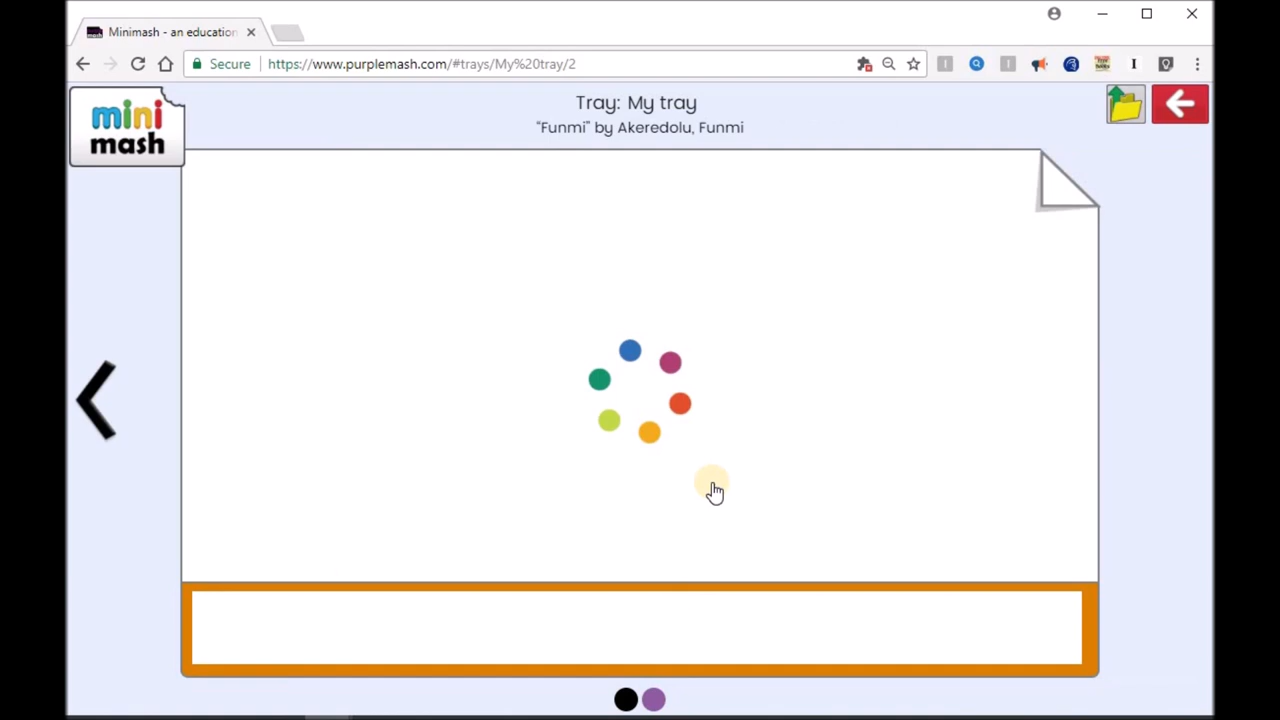 Minimash - an education
Secure
https://www.purplemash.com/#trays/My%20tray/2
mini
mash
Tray: My tray
“Funmi” by Akeredolu, Funmi